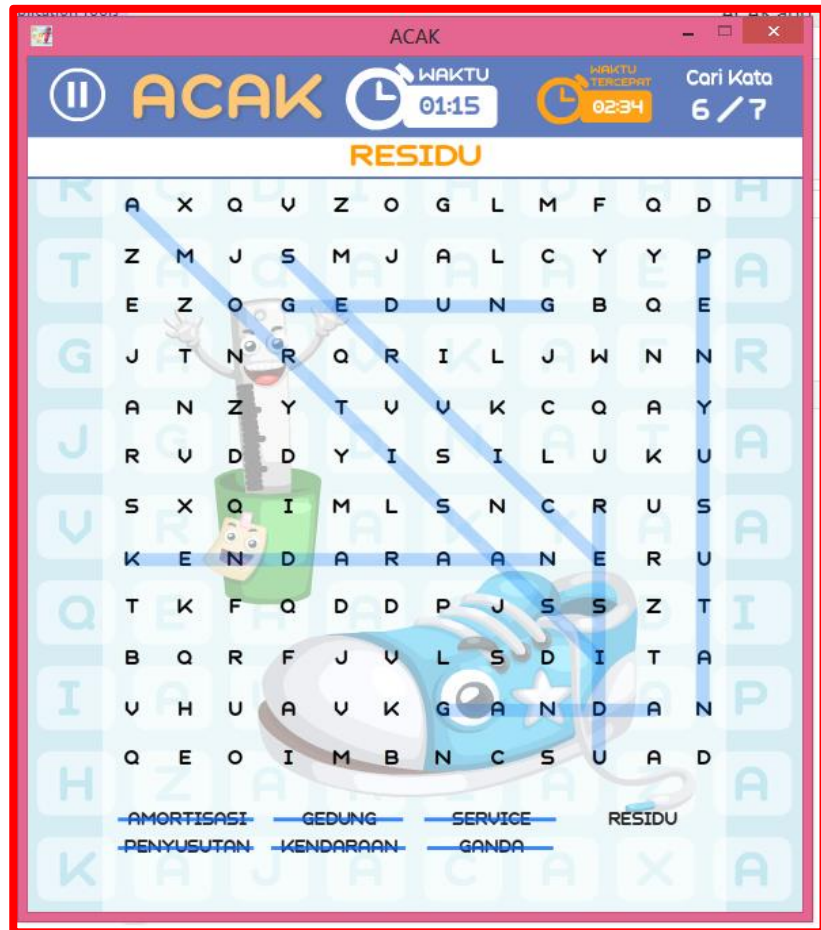 ACAK
ACAK
WAKTU
01:15
WAKTU
TERCEPAT
02:34
Cari Kata
6/7
RESIDU
A X Q V Z O G L M F Q D
Z M J S M J A L C Y Y P
E Z O G E D U N G B Q E
J T N R Q R I L J W N N
A N Z Y T V V K C Q A Y
R V D D Y I S I L U K U
S X Q I M L S N C R U S
K E N D A R A A N E R U
T K F Q D D P J S S Z T
B Q R F J V L S D I T A
V H U A V K G A N D A N
Q E O I M B N C S U A D
AMORTISASI GEDUNG SERVICE RESIDU
PENYUSUTAN KENDARAAN GANDA